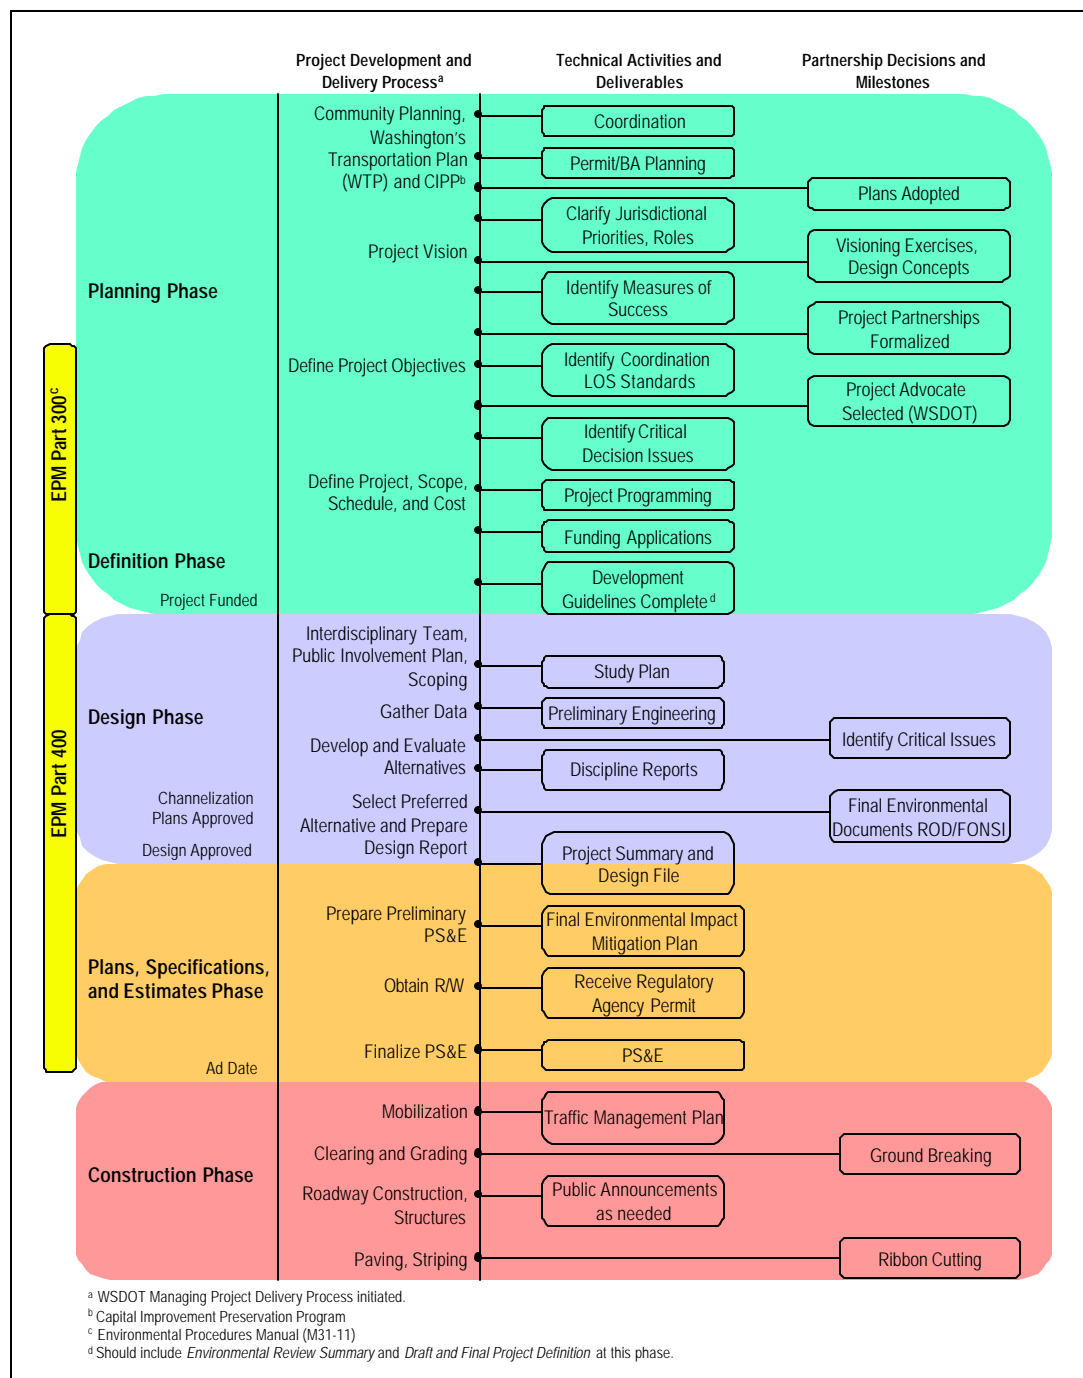 Project Development and
Delivery Processᵃ
Technical Activities and
Deliverables
Partnership Decisions and
Milestones
Community Planning,
Washington's
Transportation Plan
(WTP) and CIPPᵇ
Coordination
Permit/BA Planning
Plans Adopted
Clarify Jurisdictional
Priorities, Roles
Project Vision
Visioning Exercises,
Design Concepts
Planning Phase
Identify Measures of
Success
Project Partnerships
Formalized
EPM Part 300ᶜ
Define Project Objectives
Identify Coordination
LOS Standards
Project Advocate
Selected (WSDOT)
Identify Critical
Decision Issues
Define Project, Scope,
Schedule, and Cost
Project Programming
Funding Applications
Definition Phase
Development
Guidelines Completeᵈ
Project Funded
Interdisciplinary Team,
Public Involvement Plan,
Scoping
Study Plan
Design Phase
Gather Data
Preliminary Engineering
EPM Part 400
Identify Critical Issues
Develop and Evaluate
Alternatives
Discipline Reports
Channelization
Plans Approved
Select Preferred
Alternative and Prepare
Design Report
Final Environmental
Documents ROD/FONSI
Design Approved
Project Summary and
Design File
Prepare Preliminary
PS&E
Final Environmental Impact
Mitigation Plan
Plans, Specifications,
and Estimates Phase
Obtain R/W
Receive Regulatory
Agency Permit
Finalize PS&E
PS&E
Ad Date
Mobilization
Traffic Management Plan
Clearing and Grading
Ground Breaking
Construction Phase
Roadway Construction,
Structures
Public Announcements
as needed
Paving, Striping
Ribbon Cutting
ᵃ WSDOT Managing Project Delivery Process initiated.
ᵇ Capital Improvement Preservation Program
ᶜ Environmental Procedures Manual (M31-11)
ᵈ Should include Environmental Review Summary and Draft and Final Project Definition at this phase.